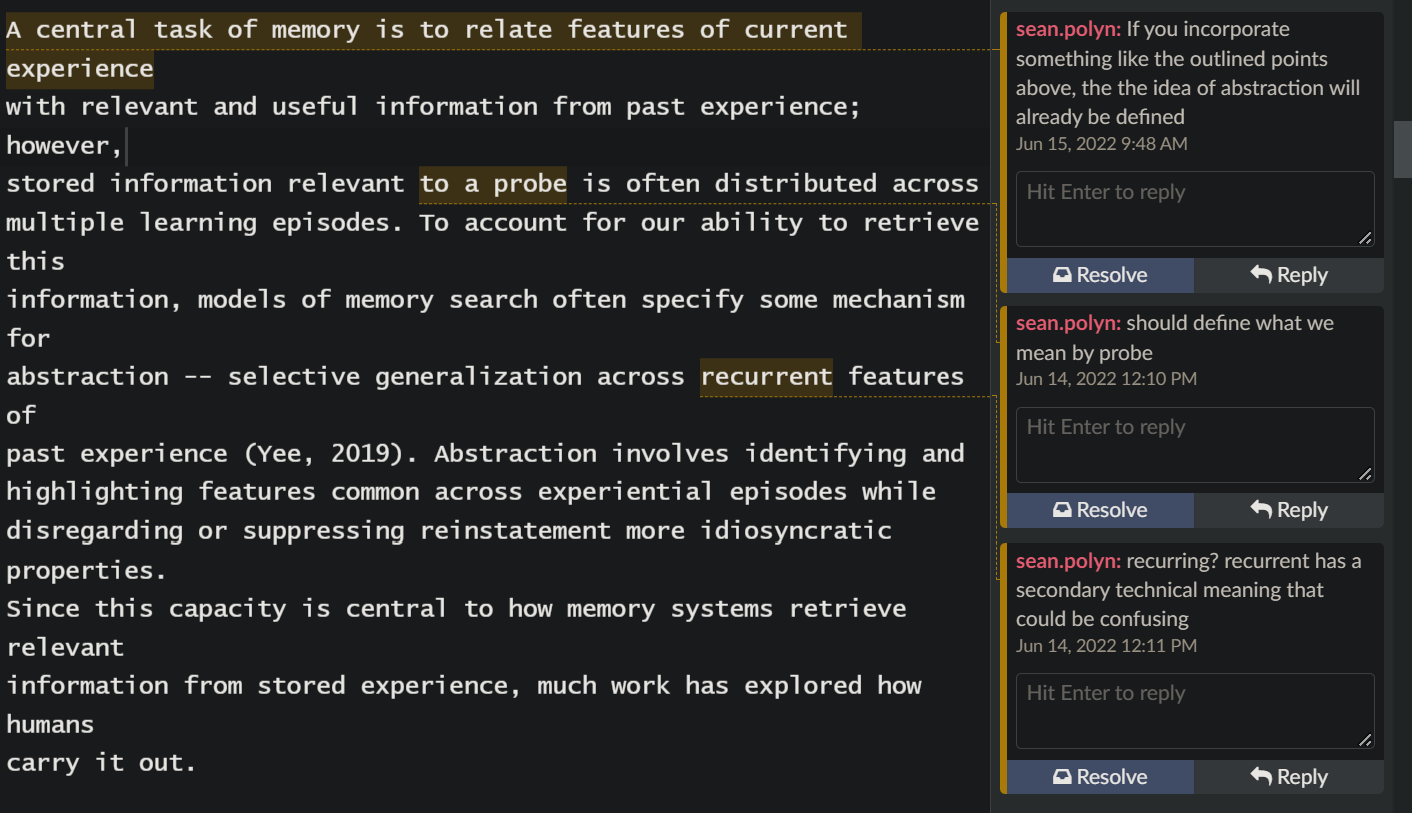 A central task of memory is to relate features of current
experience
with relevant and useful information from past experience;
however,
stored information relevant to a probe is often distributed across
multiple learning episodes. To account for our ability to retrieve
this
information, models of memory search often specify some mechanism
for
abstraction -- selective generalization across recurrent features
of
past experience (Yee, 2019). Abstraction involves identifying and
highlighting features common across experiential episodes while
disregarding or suppressing reinstatement more idiosyncratic
properties.
Since this capacity is central to how memory systems retrieve
relevant
information from stored experience, much work has explored how
humans
carry it out.
sean.polyn: If you incorporate
something like the outlined points
above, the the idea of abstraction will
already be defined
Jun 15, 2022 9:48 AM
Hit Enter to reply
Resolve Reply
sean.polyn: should define what we
mean by probe
Jun 14, 2022 12:10 PM
Hit Enter to reply
Resolve Reply
sean.polyn: recurring? recurrent has a
secondary technical meaning that
could be confusing
Jun 14, 2022 12:11 PM
Hit Enter to reply
Resolve Reply